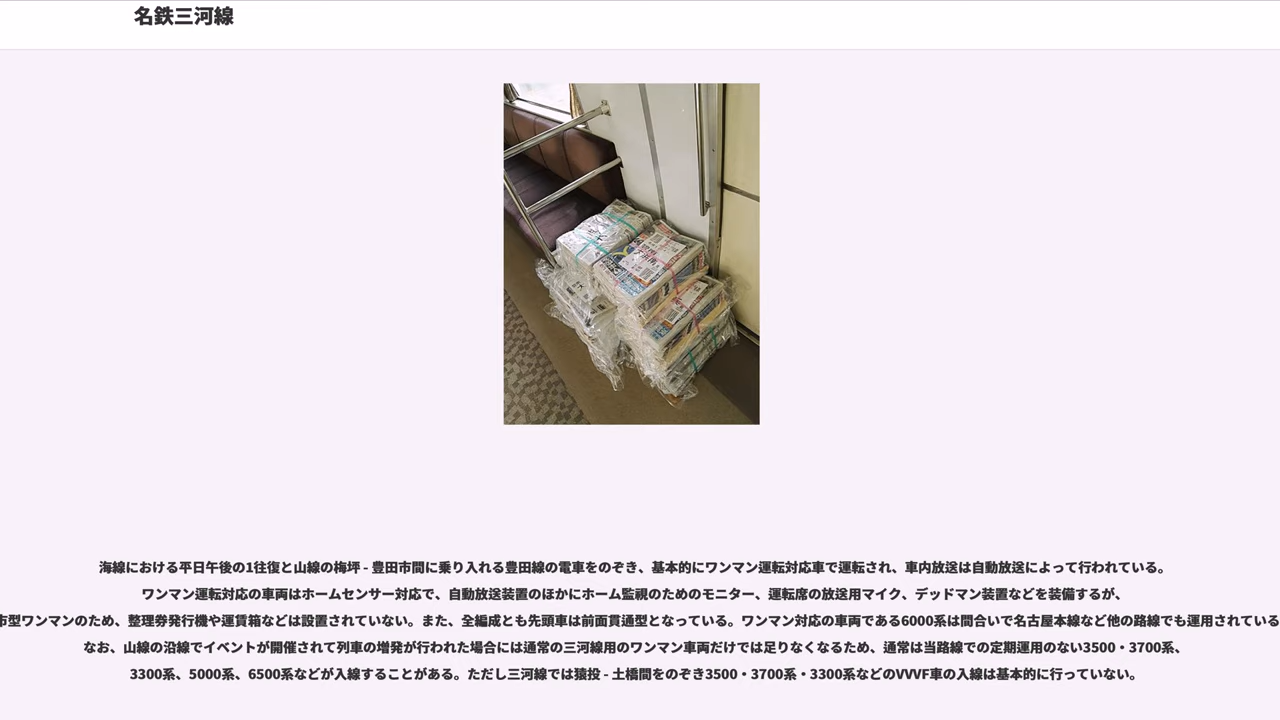 名鉄三河線
海線における平日午後の1往復と山線の梅坪 - 豊田市間に乗り入れる豊田線の電車をのぞき、基本的にワンマン運転対応車で運転され、車内放送は自動放送によって行われている。
ワンマン運転対応の車両はホームセンサー対応で、自動放送装置のほかにホーム監視のためのモニター、運転席の放送用マイク、デッドマン装置などを装備するが、
市型ワンマンのため、整理券発行機や運賃箱などは設置されていない。また、全編成とも先頭車は前面貫通型となっている。ワンマン対応の車両である6000系は間合いで名古屋本線など他の路線でも運用されている
なお、山線の沿線でイベントが開催されて列車の増発が行われた場合には通常の三河線用のワンマン車両だけでは足りなくなるため、通常は当路線での定期運用のない3500・3700系、
3300系、5000系、6500系などが入線することがある。ただし三河線では猿投 - 土橋間をのぞき3500・3700系・3300系などのVVVF車の入線は基本的に行っていない。